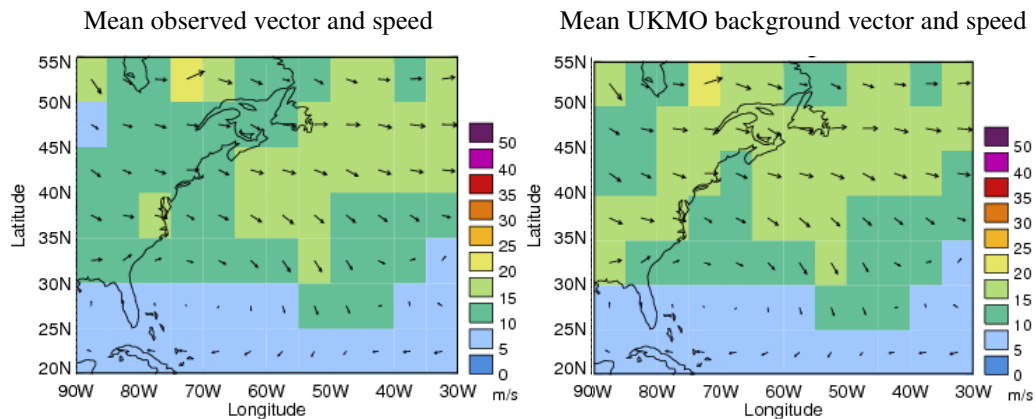 Mean observed vector and speed
55N
50N
45N
40N
35N
30N
25N
20N
Latitude
90W 80W 70W 60W 50W 40W 30W
Longitude
50
45
40
35
30
25
20
15
10
5
0
m/s
Mean UKMO background vector and speed
55N
50N
45N
40N
35N
30N
25N
20N
Latitude
90W 80W 70W 60W 50W 40W 30W
Longitude
50
45
40
35
30
25
20
15
10
5
0
m/s